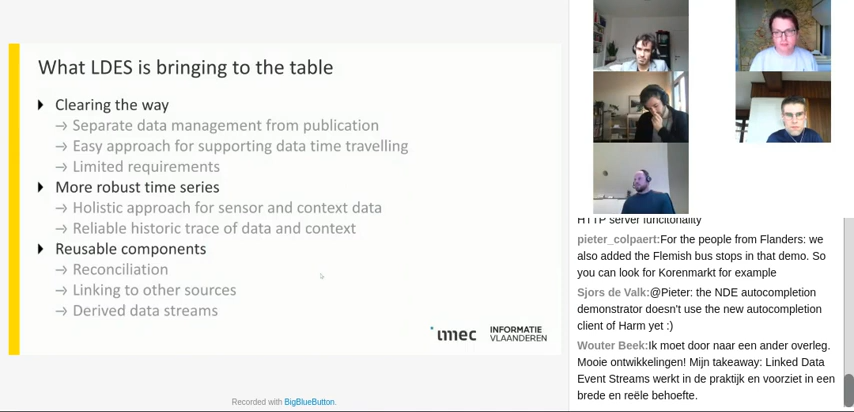 What LDES is bringing to the table
Clearing the way
→ Separate data management from publication
→ Easy approach for supporting data time travelling
→ Limited requirements
More robust time series
→ Holistic approach for sensor and context data
→ Reliable historic trace of data and context
Reusable components
→ Reconciliation
→ Linking to other sources
→ Derived data streams
imec
INFORMATIE
VLAANDEREN
Recorded with BigBlueButton.
HTTP server funcitonality
pieter_colpaert:For the people from Flanders: we
also added the Flemish bus stops in that demo. So
you can look for Korenmarkt for example
Sjors de Valk:@Pieter: the NDE autocompletion
demonstrator doesn't use the new autocompletion
client of Harm yet :)
Wouter Beek:Ik moet door naar een ander overleg.
Mooie ontwikkelingen! Mijn takeaway: Linked Data
Event Streams werkt in de praktijk en voorziet in een
brede en reële behoefte.